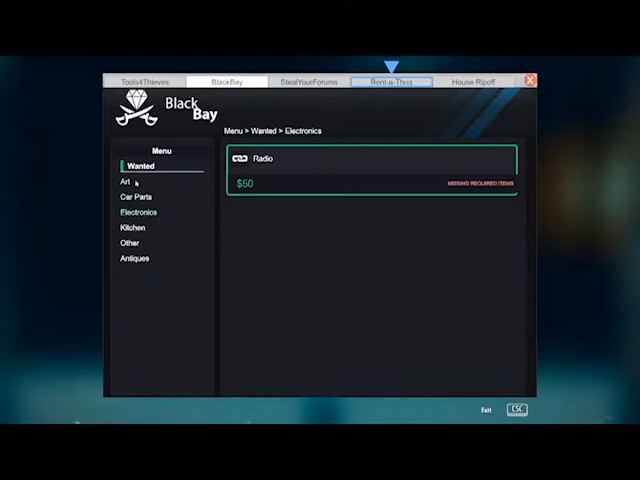 Tools4Thieves BlackBay StealYourForums Rent-a-Thug House Ripoff X
Black
Bay
Menu > Wanted > Electronics
Menu
Wanted
Art
Car Parts
Electronics
Kitchen
Other
Antiques
Radio
$50 MISSING REQUIRED ITEMS
Exit ESC